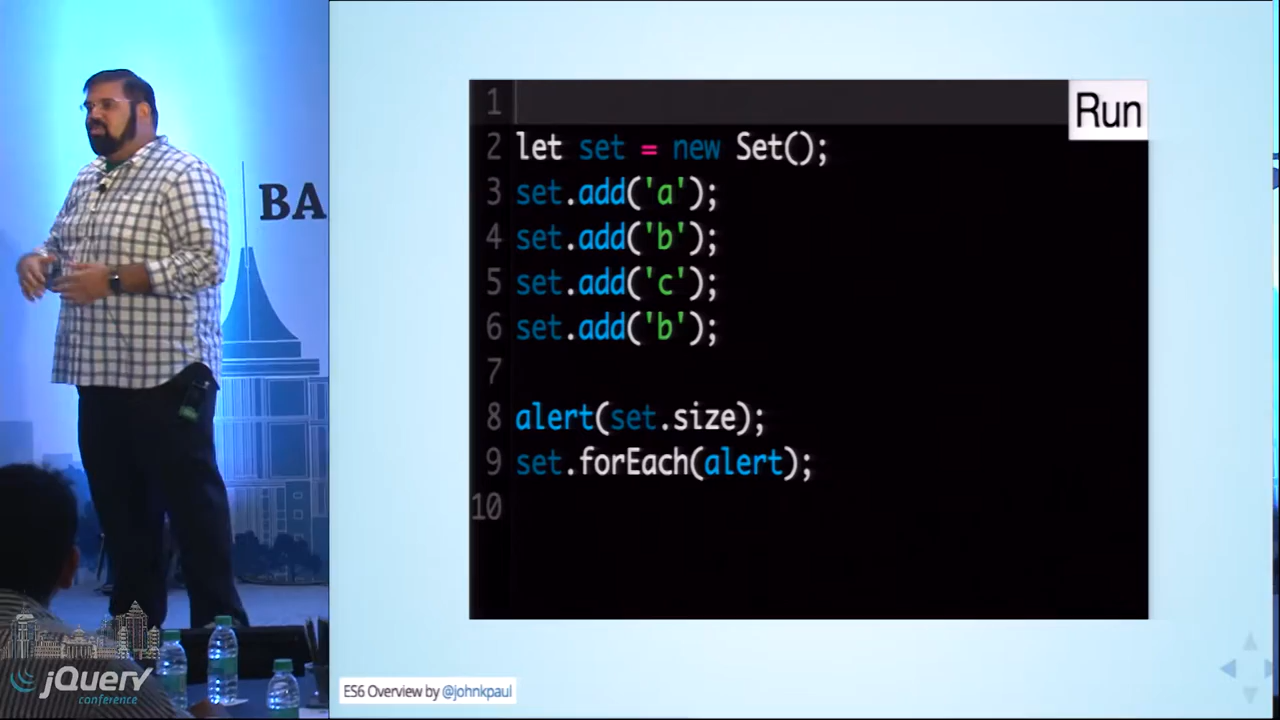 BA
Run
1
2 let set = new Set();
3 set.add('a');
4 set.add('b');
5 set.add('c');
6 set.add('b');
7
8 alert(set.size);
9 set.forEach(alert);
10
jQuery
conference
ES6 Overview by @johnkpaul